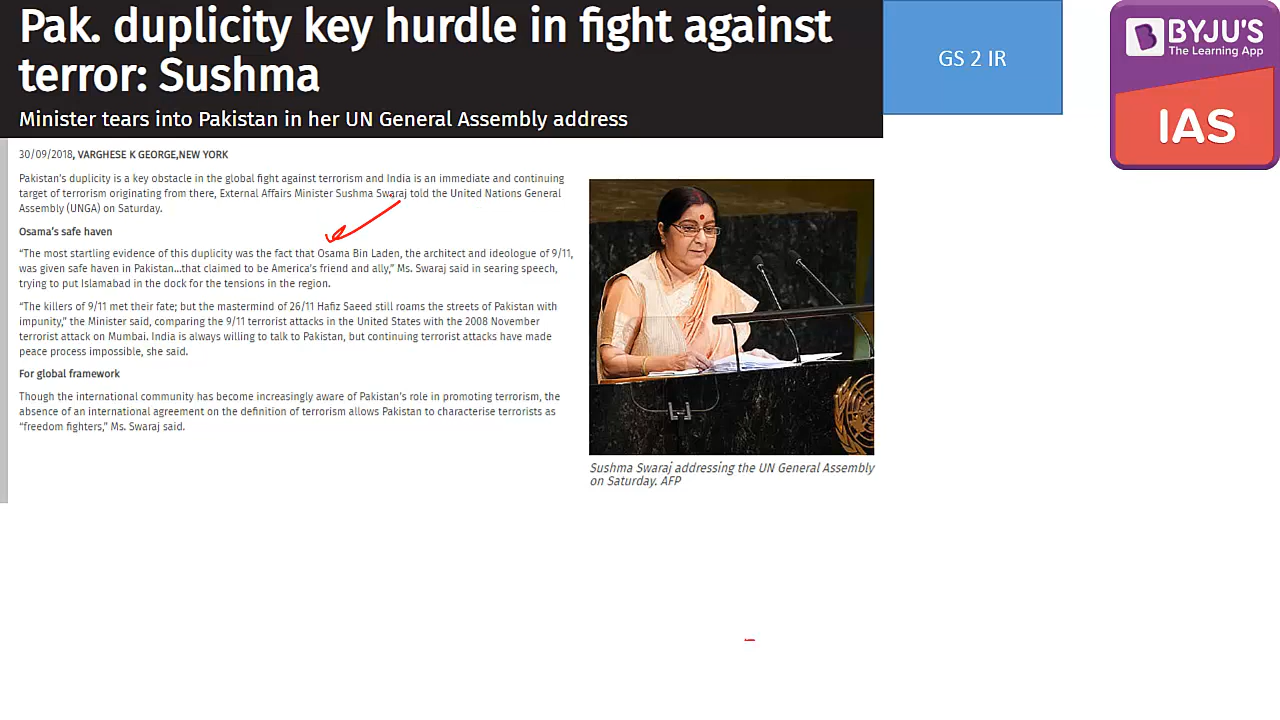 Pak. duplicity key hurdle in fight against
terror: Sushma
Minister tears into Pakistan in her UN General Assembly address
GS 2 IR
BYJU'S
The Learning App
IAS
30/09/2018, VARGHESE K GEORGE,NEW YORK
Pakistan's duplicity is a key obstacle in the global fight against terrorism and India is an immediate and continuing
target of terrorism originating from there, External Affairs Minister Sushma Swaraj told the United Nations General
Assembly (UNGA) on Saturday.
Osama's safe haven
“The most startling evidence of this duplicity was the fact that Osama Bin Laden, the architect and ideologue of 9/11,
was given safe haven in Pakistan...that claimed to be America's friend and ally,” Ms. Swaraj said in searing speech,
trying to put Islamabad in the dock for the tensions in the region.
“The killers of 9/11 met their fate; but the mastermind of 26/11 Hafiz Saeed still roams the streets of Pakistan with
impunity,” the Minister said, comparing the 9/11 terrorist attacks in the United States with the 2008 November
terrorist attack on Mumbai. India is always willing to talk to Pakistan, but continuing terrorist attacks have made
peace process impossible, she said.
For global framework
Though the international community has become increasingly aware of Pakistan's role in promoting terrorism, the
absence of an international agreement on the definition of terrorism allows Pakistan to characterise terrorists as
“freedom fighters,” Ms. Swaraj said.
Sushma Swaraj addressing the UN General Assembly
on Saturday. AFP